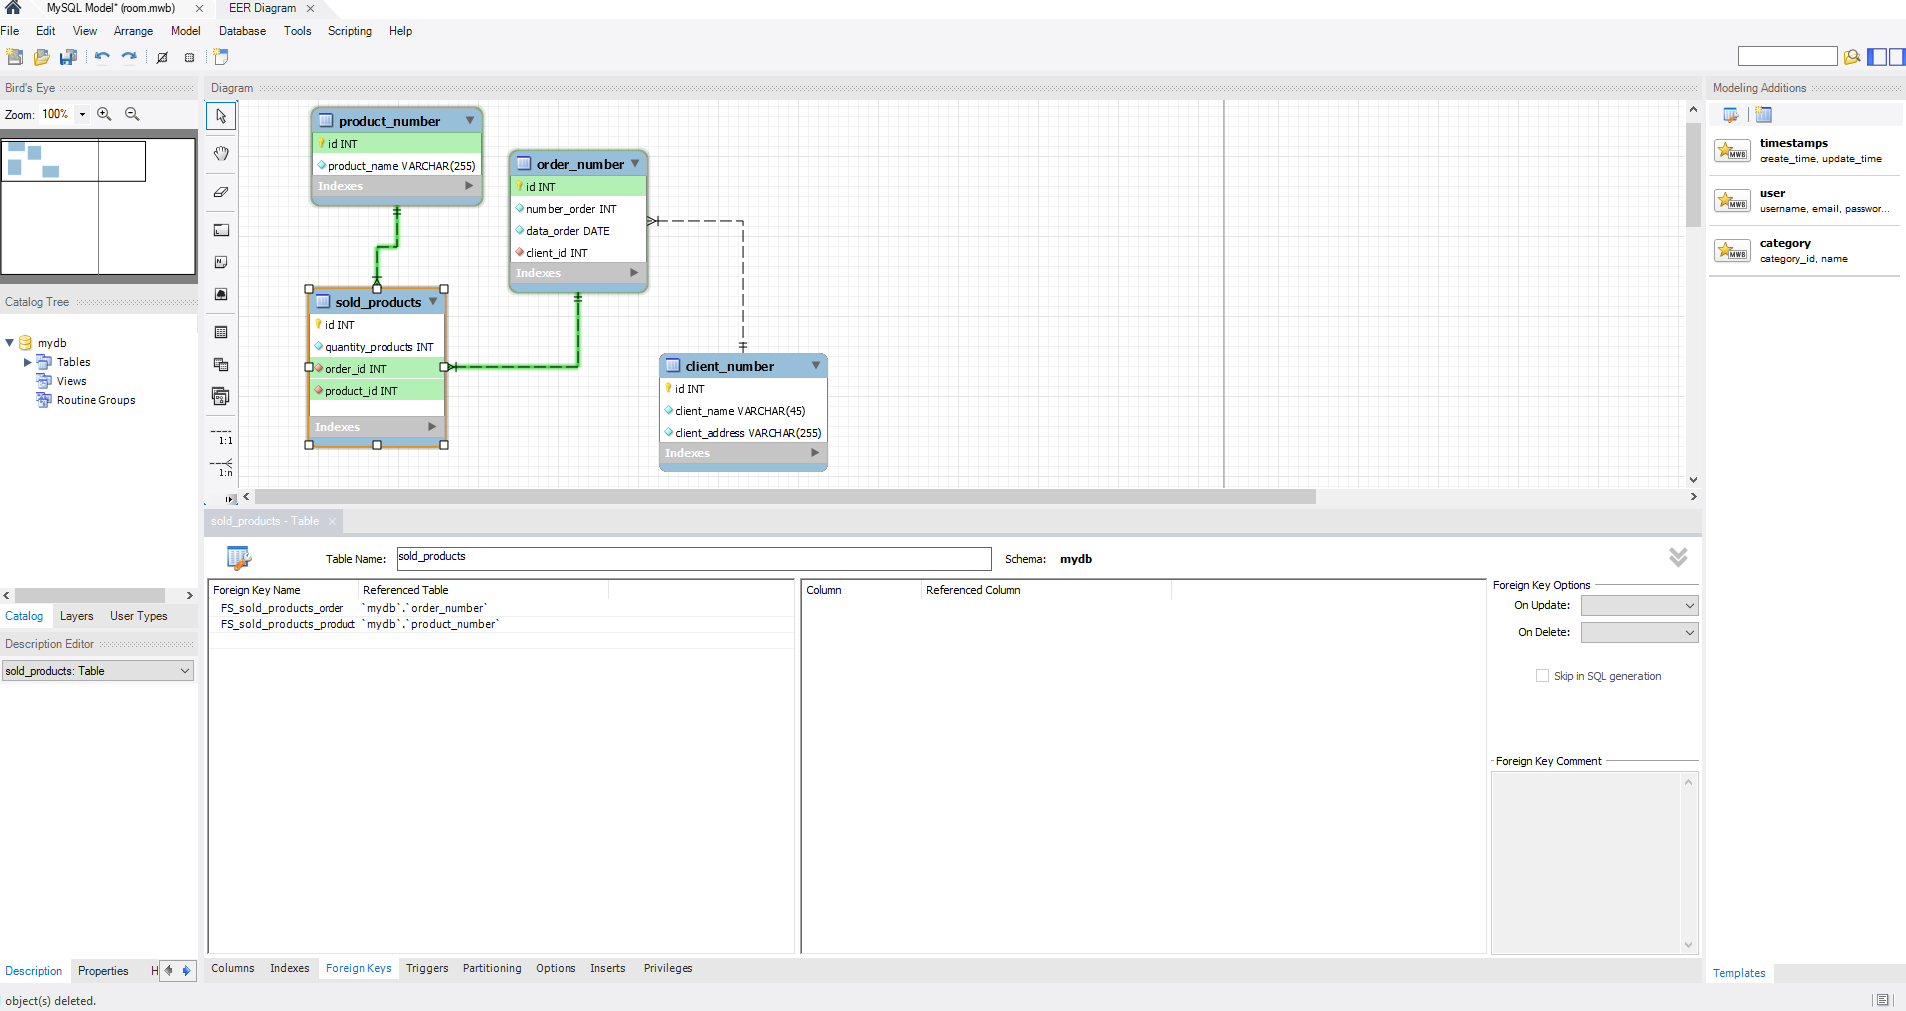 MySQL Model* (room.mwb)
EER Diagram
File Edit View Arrange Model Database Tools Scripting Help
Bird's Eye
Zoom: 100%
Catalog Tree
mydb
Tables
Views
Routine Groups
Catalog Layers User Types
Description Editor
sold_products: Table
Description Properties H
Diagram
1:1
1:n
product_number
id INT
product_name VARCHAR(255)
Indexes
order_number
id INT
number_order INT
data_order DATE
client_id INT
Indexes
sold_products
id INT
quantity_products INT
order_id INT
product_id INT
Indexes
client_number
id INT
client_name VARCHAR(45)
client_address VARCHAR(255)
Indexes
sold_products - Table
Table Name: sold_products Schema: mydb
Foreign Key Name Referenced Table
FS_sold_products_order `mydb`.`order_number`
FS_sold_products_product `mydb`.`product_number`
Column Referenced Column
Foreign Key Options
On Update:
On Delete:
Skip in SQL generation
Foreign Key Comment
Columns Indexes Foreign Keys Triggers Partitioning Options Inserts Privileges
Modeling Additions
MWB
timestamps
create_time, update_time
MWB
user
username, email, passwor...
MWB
category
category_id, name
Templates
object(s) deleted.